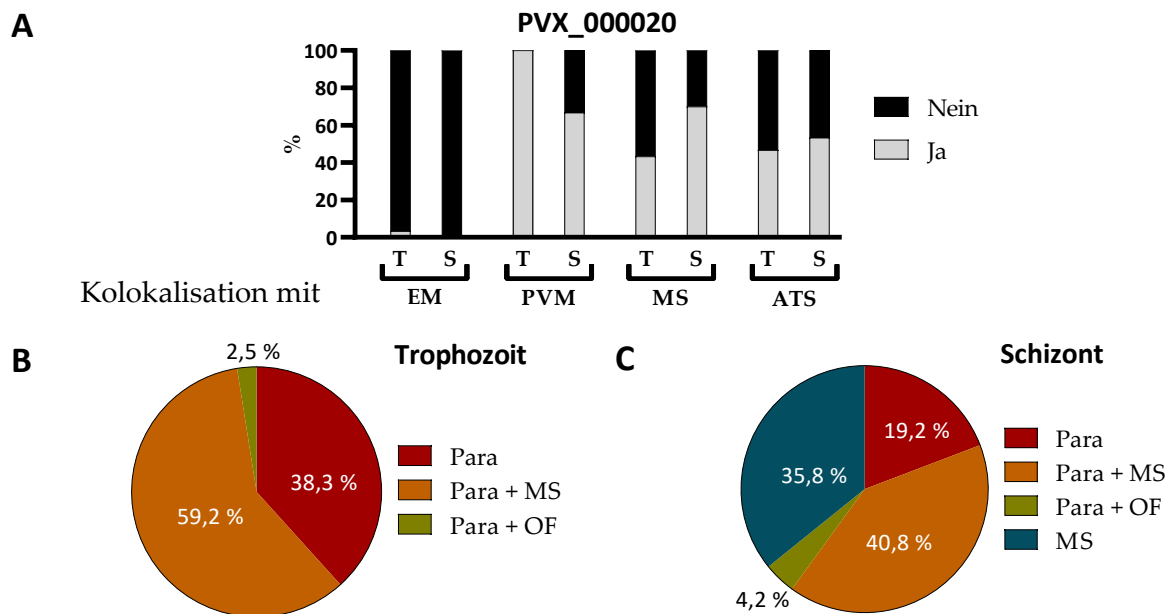 A
PVX_000020
100
80
60
40
20
0
%
Nein
Ja
T S T S T S T S
Kolokalisation mit EM PVM MS ATS
B
2,5 %
Trophozoit
38,3 %
59,2 %
Para
Para + MS
Para + OF
C
Schizont
19,2 %
35,8 %
40,8 %
4,2 %
Para
Para + MS
Para + OF
MS